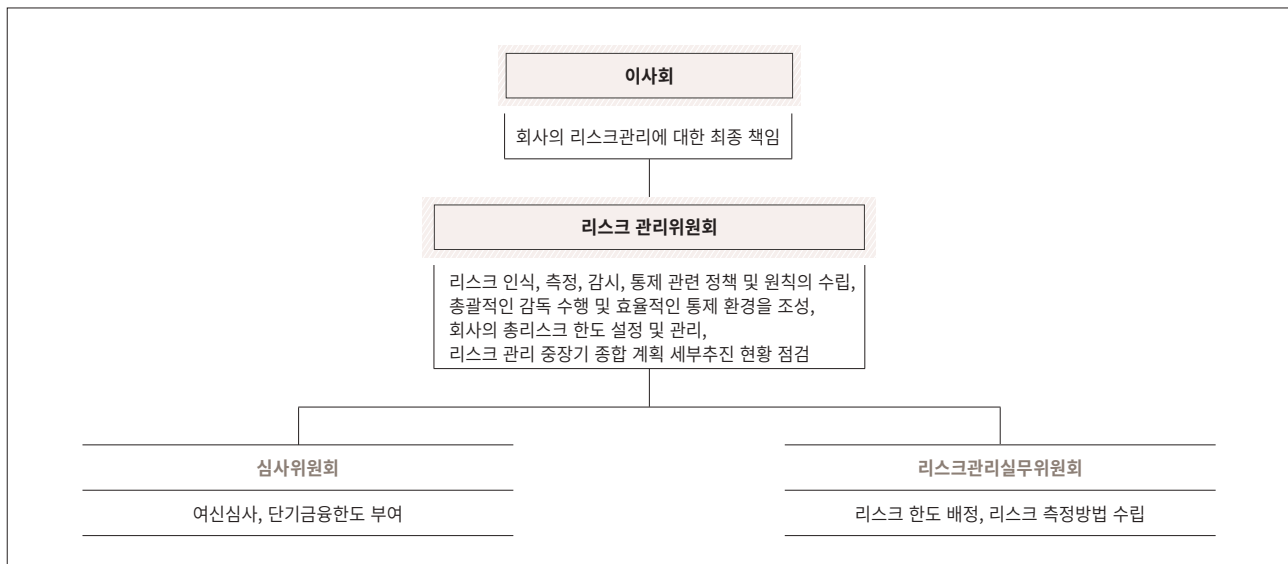 이사회
회사의 리스크관리에 대한 최종 책임
리스크 관리위원회
리스크 인식, 측정, 감시, 통제 관련 정책 및 원칙의 수립,
총괄적인 감독 수행 및 효율적인 통제 환경을 조성,
회사의 총리스크 한도 설정 및 관리,
리스크 관리 중장기 종합 계획 세부추진 현황 점검
심사위원회
여신심사, 단기금융한도 부여
리스크관리실무위원회
리스크 한도 배정, 리스크 측정방법 수립